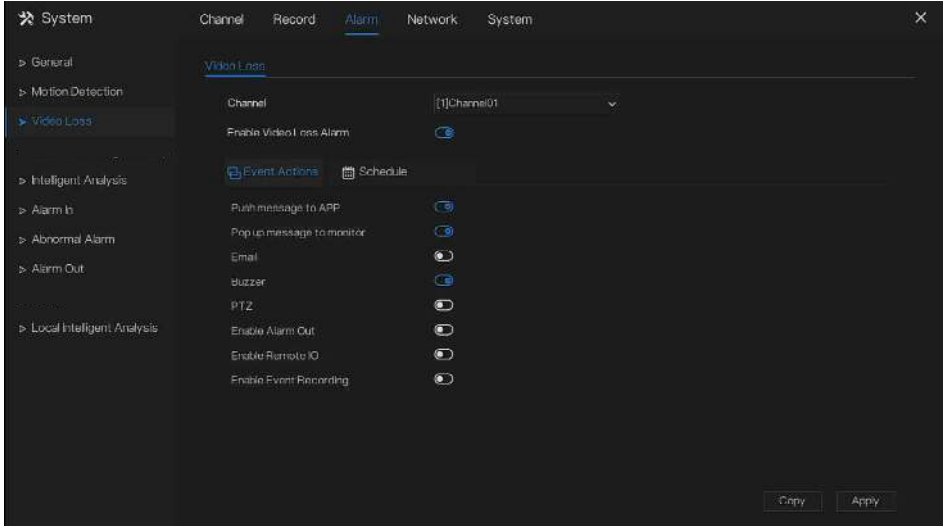 System
Channel Record Alarm Network System
General
Motion Detection
Video Loss
Intelligent Analysis
Alarm In
Abnormal Alarm
Alarm Out
Local Intelligent Analysis
Video Loss
Channel [1]Channel01
Enable Video Loss Alarm
Event Actions Schedule
Push message to APP
Pop up message to monitor
Email
Buzzer
PTZ
Enable Alarm Out
Enable Remote IO
Enable Event Recording
Copy Apply